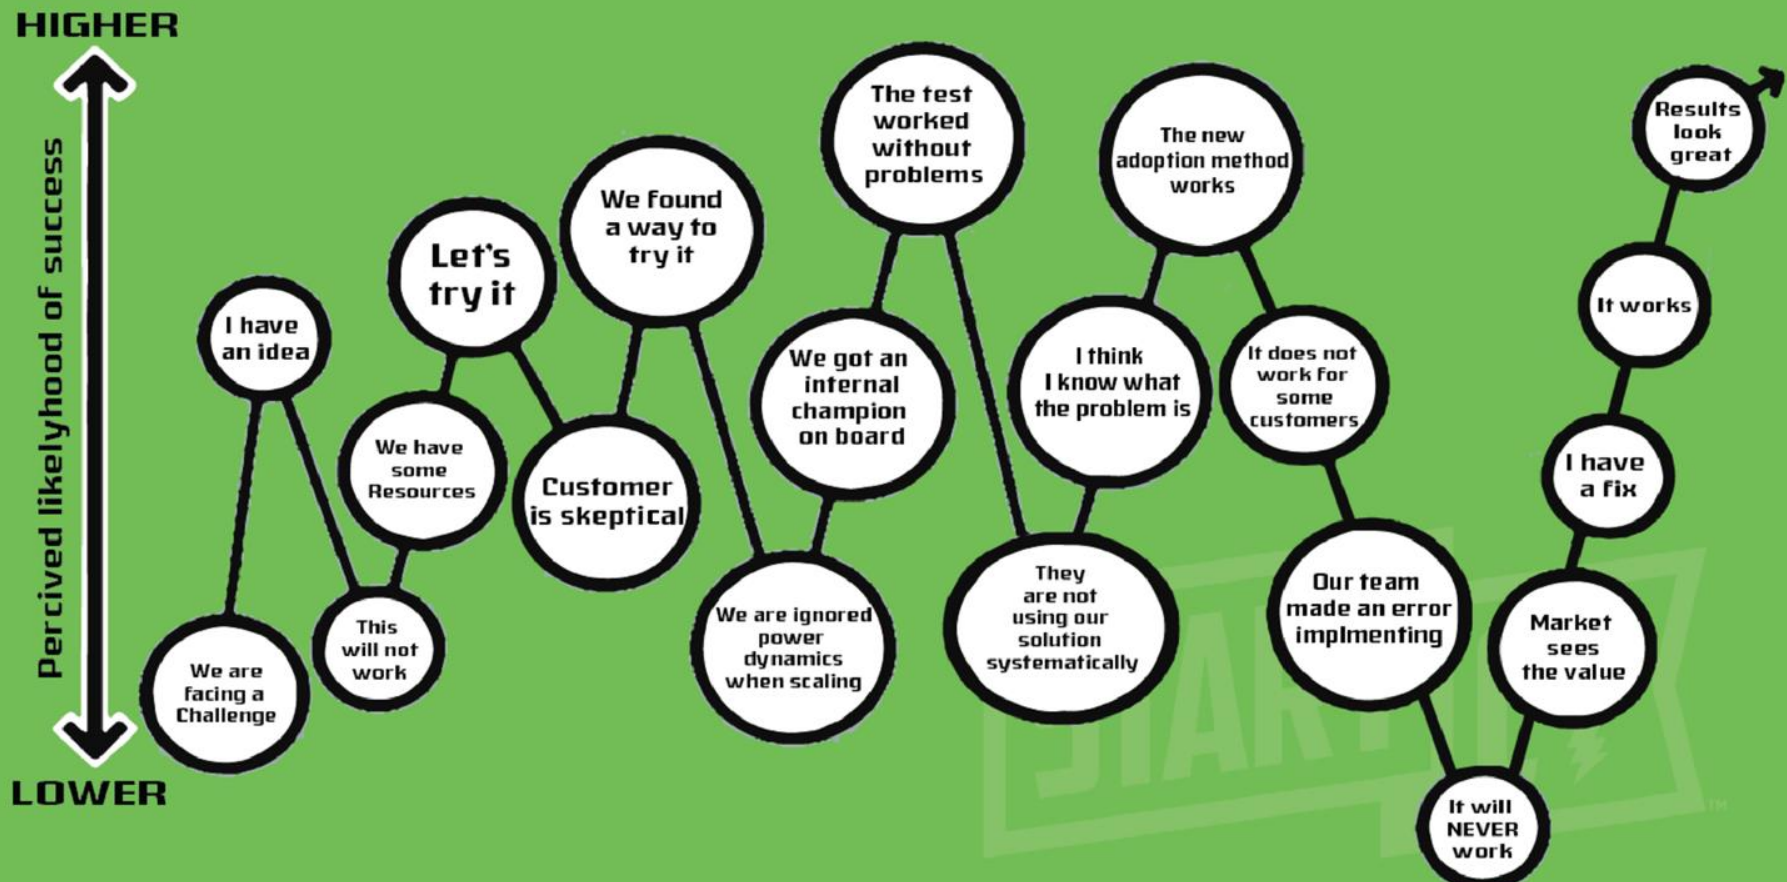 HIGHER
Percived likelyhood of success
LOWER
We are
facing a
Challenge
I have
an idea
This
will not
work
We have
some
Resources
Let's
try it
Customer
is skeptical
We found
a way to
try it
We are ignored
power
dynamics
when scaling
We got an
internal
champion
on board
The test
worked
without
problems
They
are not
using our
solution
systematically
I think
I know what
the problem is
The new
adoption method
works
It does not
work for
some
customers
Our team
made an error
implmenting
It will
NEVER
work
Market
sees
the value
I have
a fix
It works
Results
look
great
TM